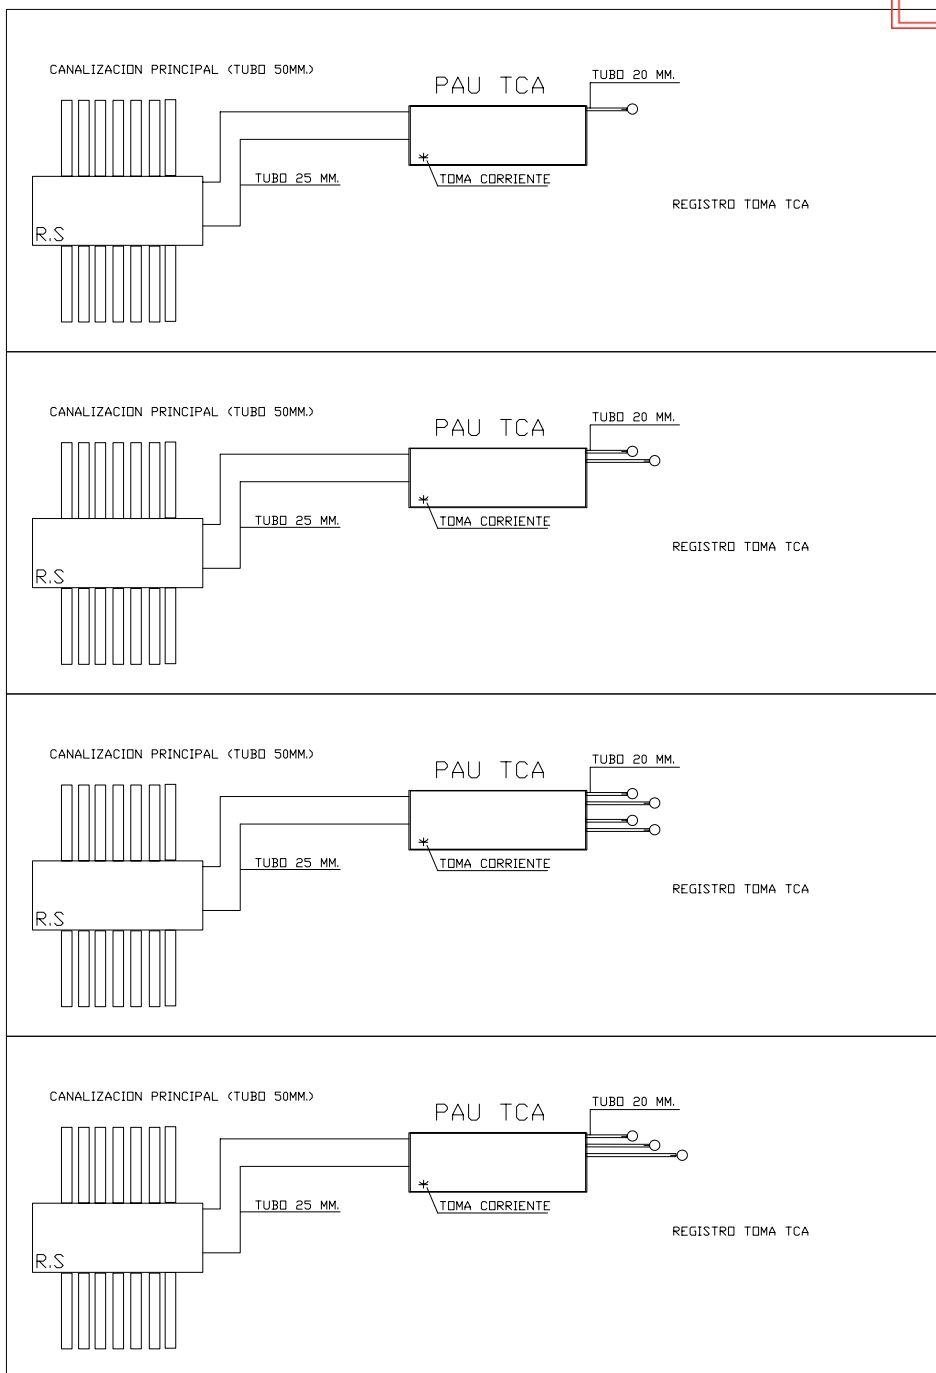 CANALIZACION PRINCIPAL (TUBO 50MM.)
PAU TCA
TUBO 20 MM.
TUBO 25 MM.
TOMA CORRIENTE
REGISTRO TOMA TCA
R.S
CANALIZACION PRINCIPAL (TUBO 50MM.)
PAU TCA
TUBO 20 MM.
TUBO 25 MM.
TOMA CORRIENTE
REGISTRO TOMA TCA
R.S
CANALIZACION PRINCIPAL (TUBO 50MM.)
PAU TCA
TUBO 20 MM.
TUBO 25 MM.
TOMA CORRIENTE
REGISTRO TOMA TCA
R.S
CANALIZACION PRINCIPAL (TUBO 50MM.)
PAU TCA
TUBO 20 MM.
TUBO 25 MM.
TOMA CORRIENTE
REGISTRO TOMA TCA
R.S